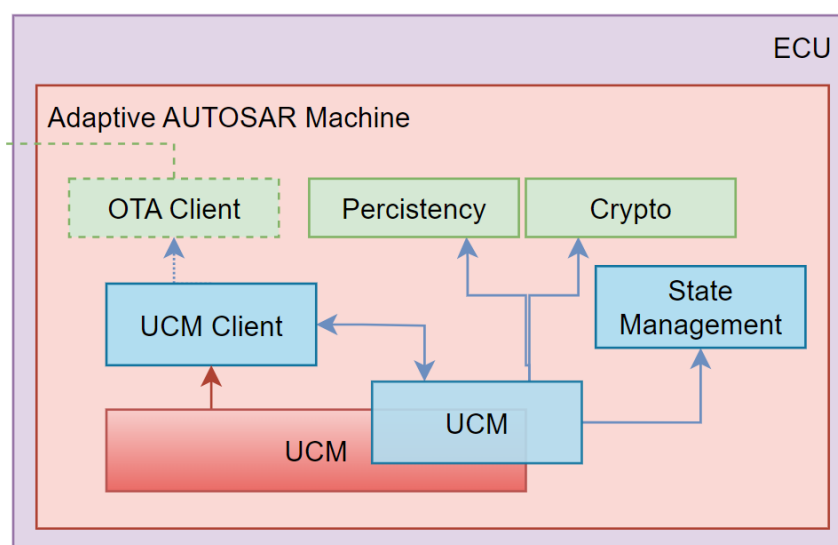 ECU
Adaptive AUTOSAR Machine
OTA Client
Percistency
Crypto
UCM Client
State
Management
UCM
UCM